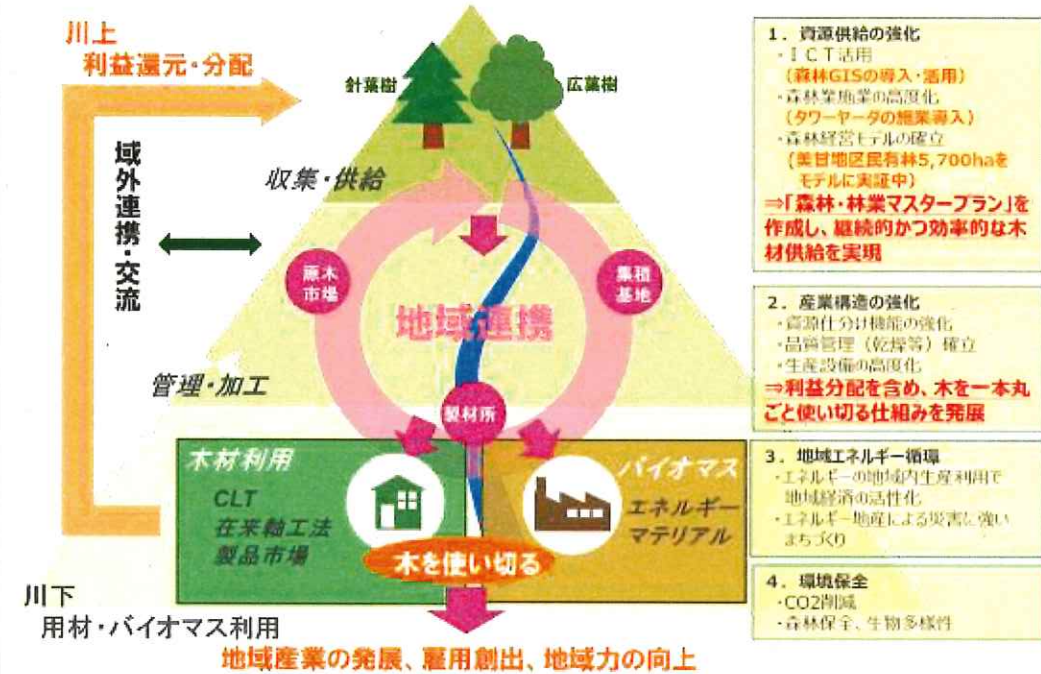 川上
利益還元・分配
針葉樹
広葉樹
域外連携・交流
収集・供給
原木
市場
集積
基地
地域連携
管理・加工
製材所
木材利用
CLT
在来軸工法
製品市場
バイオマス
エネルギー
マテリアル
木を使い切る
川下
用材・バイオマス利用
地域産業の発展、雇用創出、地域力の向上
1．資源供給の強化
・ＩＣＴ活用
（森林GISの導入・活用）
・森林業施業の高度化
（タワーヤーダの施業導入）
・森林経営モデルの確立
（美甘地区民有林5,700haを
モデルに実証中）
⇒「森林・林業マスタープラン」を
作成し、継続的かつ効率的な木
材供給を実現
2．産業構造の強化
・資源仕分け機能の強化
・品質管理（乾燥等）確立
・生産設備の高度化
⇒利益分配を含め、木を一本丸
ごと使い切る仕組みを発展
3．地域エネルギー循環
・エネルギーの地域内生産利用で
地域経済の活性化
・エネルギー地産による災害に強い
まちづくり
4．環境保全
・CO2削減
・森林保全、生物多様性